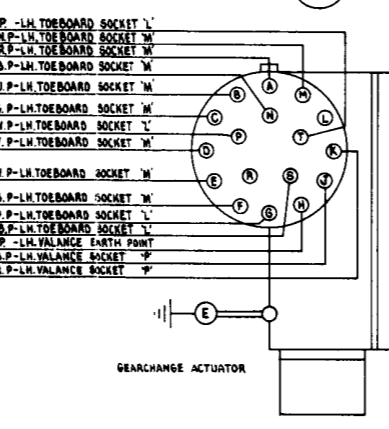 P. -LH. TOEBOARD SOCKET 'L'
P.-LH. TOEBOARD SOCKET 'M'
P.-LH. TOEBOARD SOCKET 'M'
P.-LH. TOEBOARD SOCKET 'M'
P.-LH.TOEBOARD SOCKET 'M'
P.-LH.TOEBOARD SOCKET 'M'
P.-LH.TOEBOARD SOCKET 'L'
P.-LH.TOEBOARD SOCKET 'M'
P-LH.TOEBOARD SOCKET 'M'
P-LH.TOEBOARD SOCKET 'M'
P-LH.TOEBOARD SOCKET 'L'
P-LH.TOEBOARD SOCKET 'L'
P. -LH.VALANCE EARTH POINT
P-LH.VALANCE SOCKET 'P'
P-LH.VALANCE SOCKET 'P'
A
B
M
C
N
L
P
T
D
K
E
R
S
J
F
G
H
E
GEARCHANGE ACTUATOR